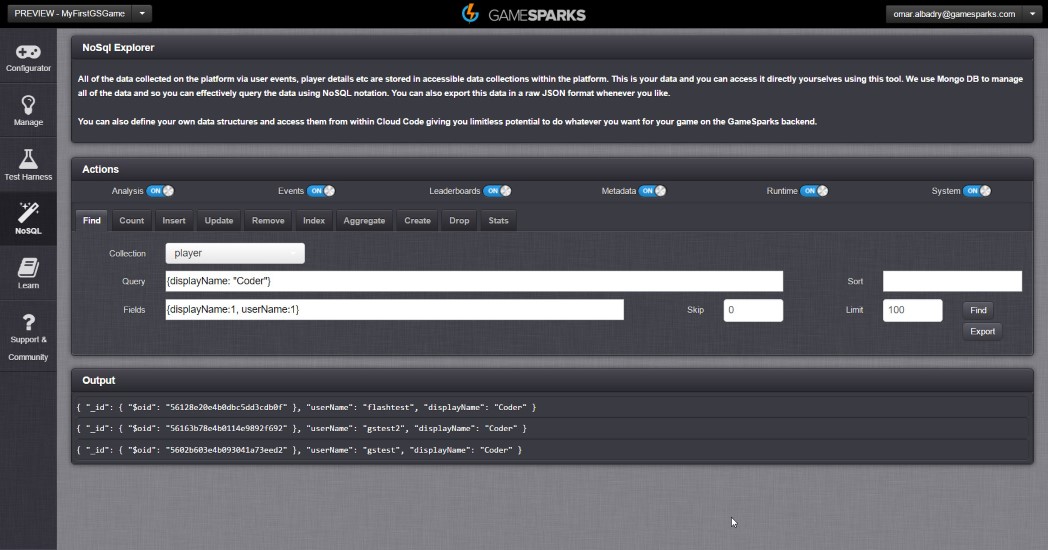 PREVIEW - MyFirstGSGame
GAMESPARKS
omar.albadry@gamesparks.com
Configurator
Manage
Test Harness
NoSQL
Learn
?
Support &
Community
NoSql Explorer
All of the data collected on the platform via user events, player details etc are stored in accessible data collections within the platform. This is your data and you can access it directly yourselves using this tool. We use Mongo DB to manage
all of the data and so you can effectively query the data using NoSQL notation. You can also export this data in a raw JSON format whenever you like.
You can also define your own data structures and access them from within Cloud Code giving you limitless potential to do whatever you want for your game on the GameSparks backend.
Actions
Analysis ON Events ON Leaderboards ON Metadata ON Runtime ON System ON
Find Count Insert Update Remove Index Aggregate Create Drop Stats
Collection player
Query {displayName: "Coder"} Sort
Fields {displayName:1, userName:1} Skip 0 Limit 100 Find
Export
Output
{ "_id": { "$oid": "56128e20e4b0dbc5dd3cdb0f" }, "userName": "flashtest", "displayName": "Coder" }
{ "_id": { "$oid": "56163b78e4b0114e9892f692" }, "userName": "gstest2", "displayName": "Coder" }
{ "_id": { "$oid": "5602b603e4b093041a73eed2" }, "userName": "gstest", "displayName": "Coder" }